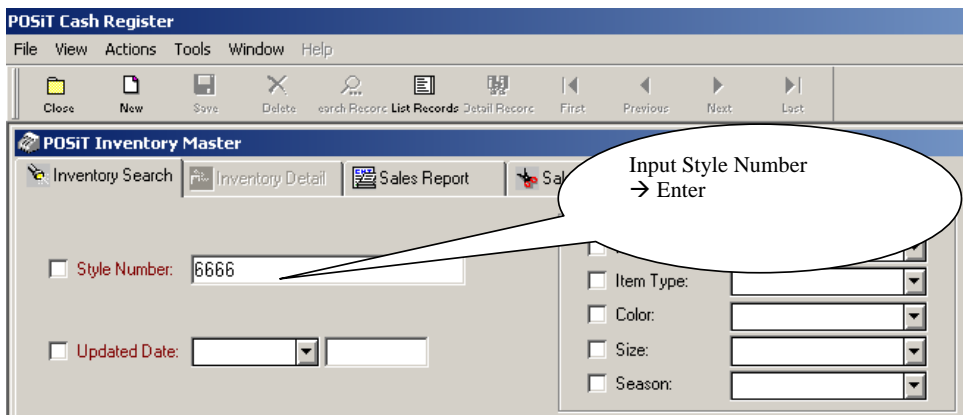 POSiT Cash Register
File View Actions Tools Window Help
Close New Save Delete earch Recorc List Records Detail Recorc First Previous Next Last
POSiT Inventory Master
Inventory Search Inventory Detail Sales Report Sal
Input Style Number
→ Enter
Style Number: 6666
Item Type:
Color:
Updated Date:
Size:
Season: